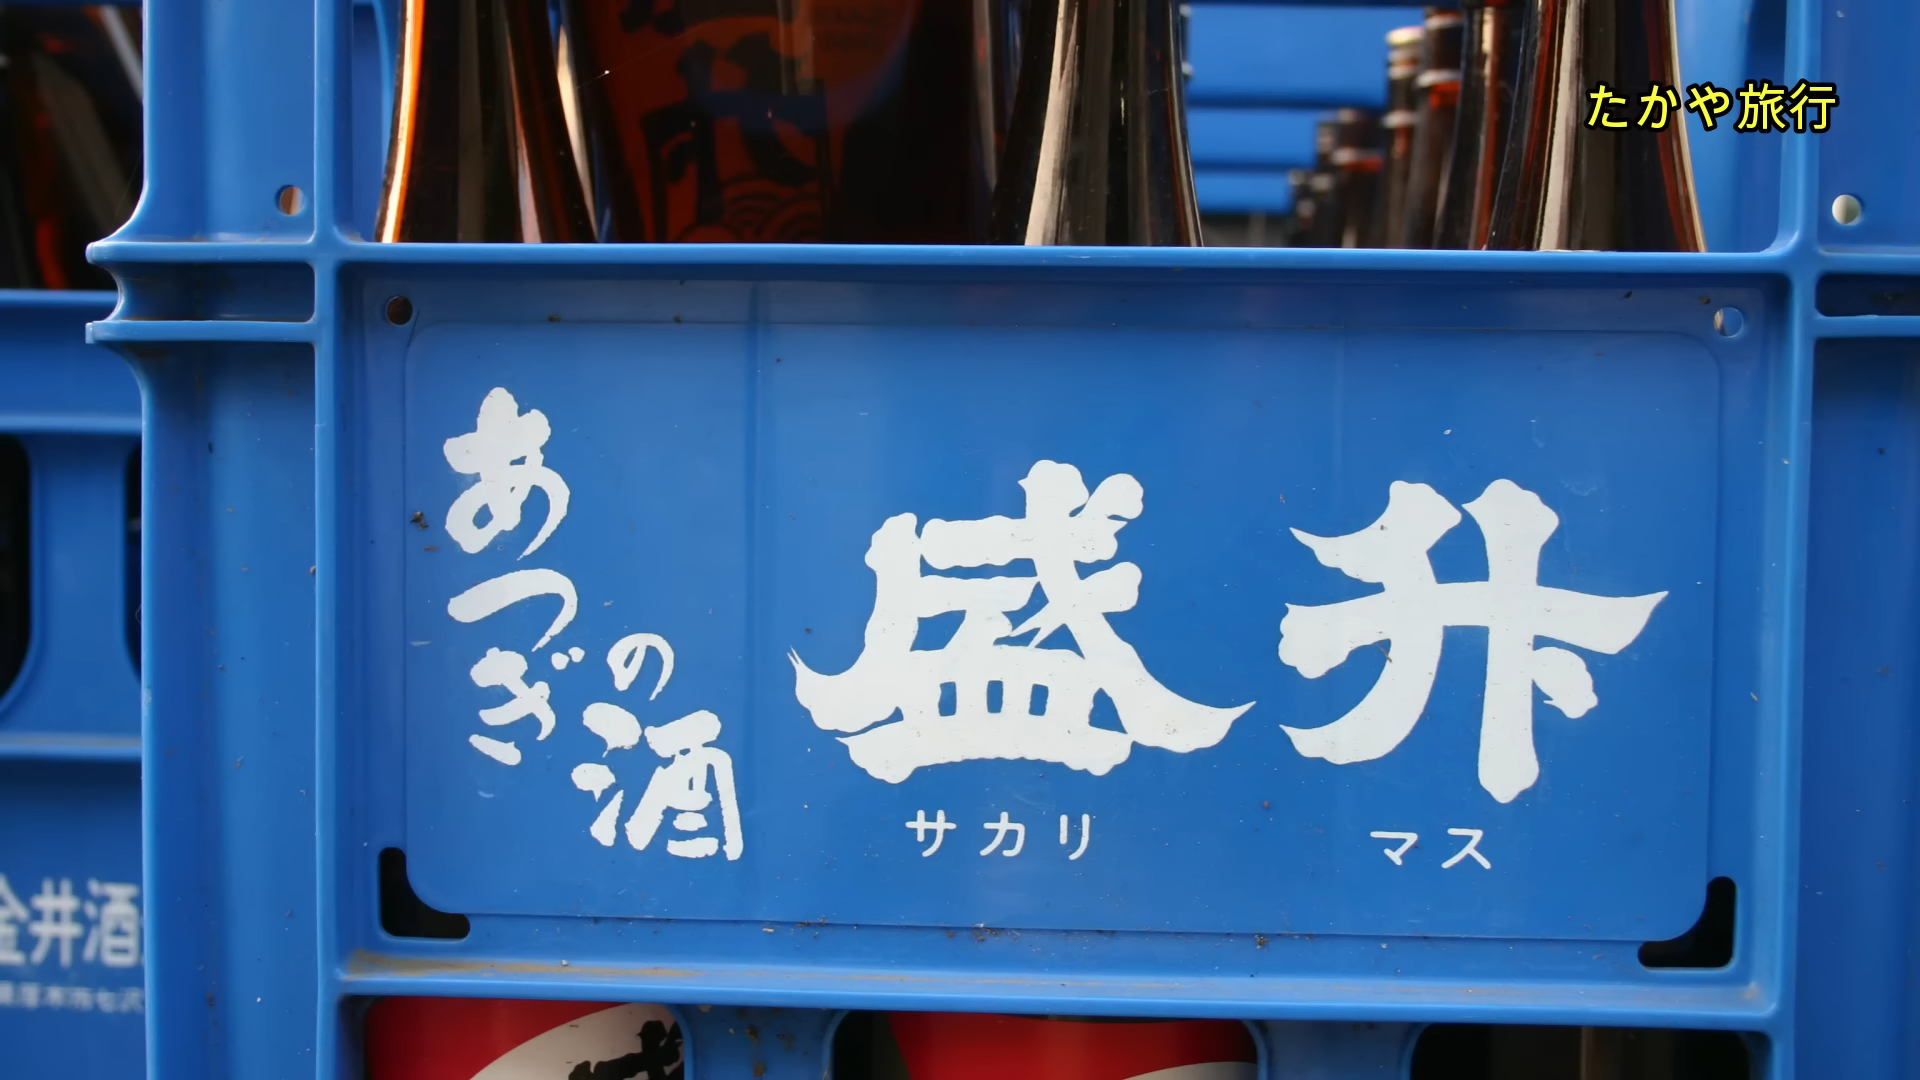 たかや旅行
あつぎ
の酒
盛升
サカリ マス
金井酒